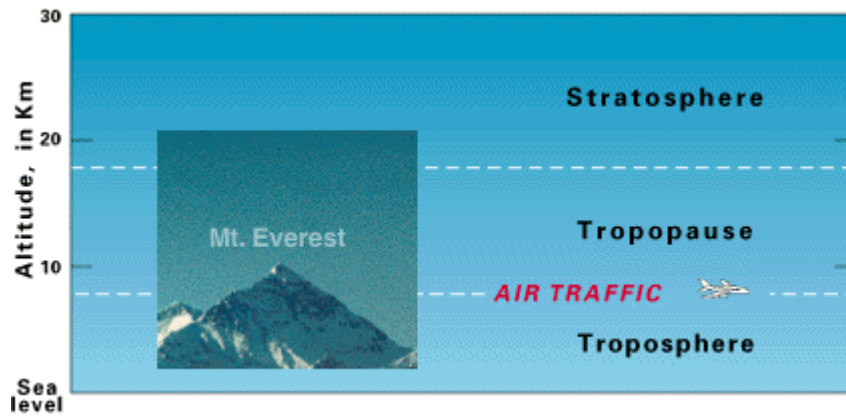 30
Stratosphere
20
Altitude, in Km
Mt. Everest
Tropopause
10
AIR TRAFFIC
Troposphere
Sea
level